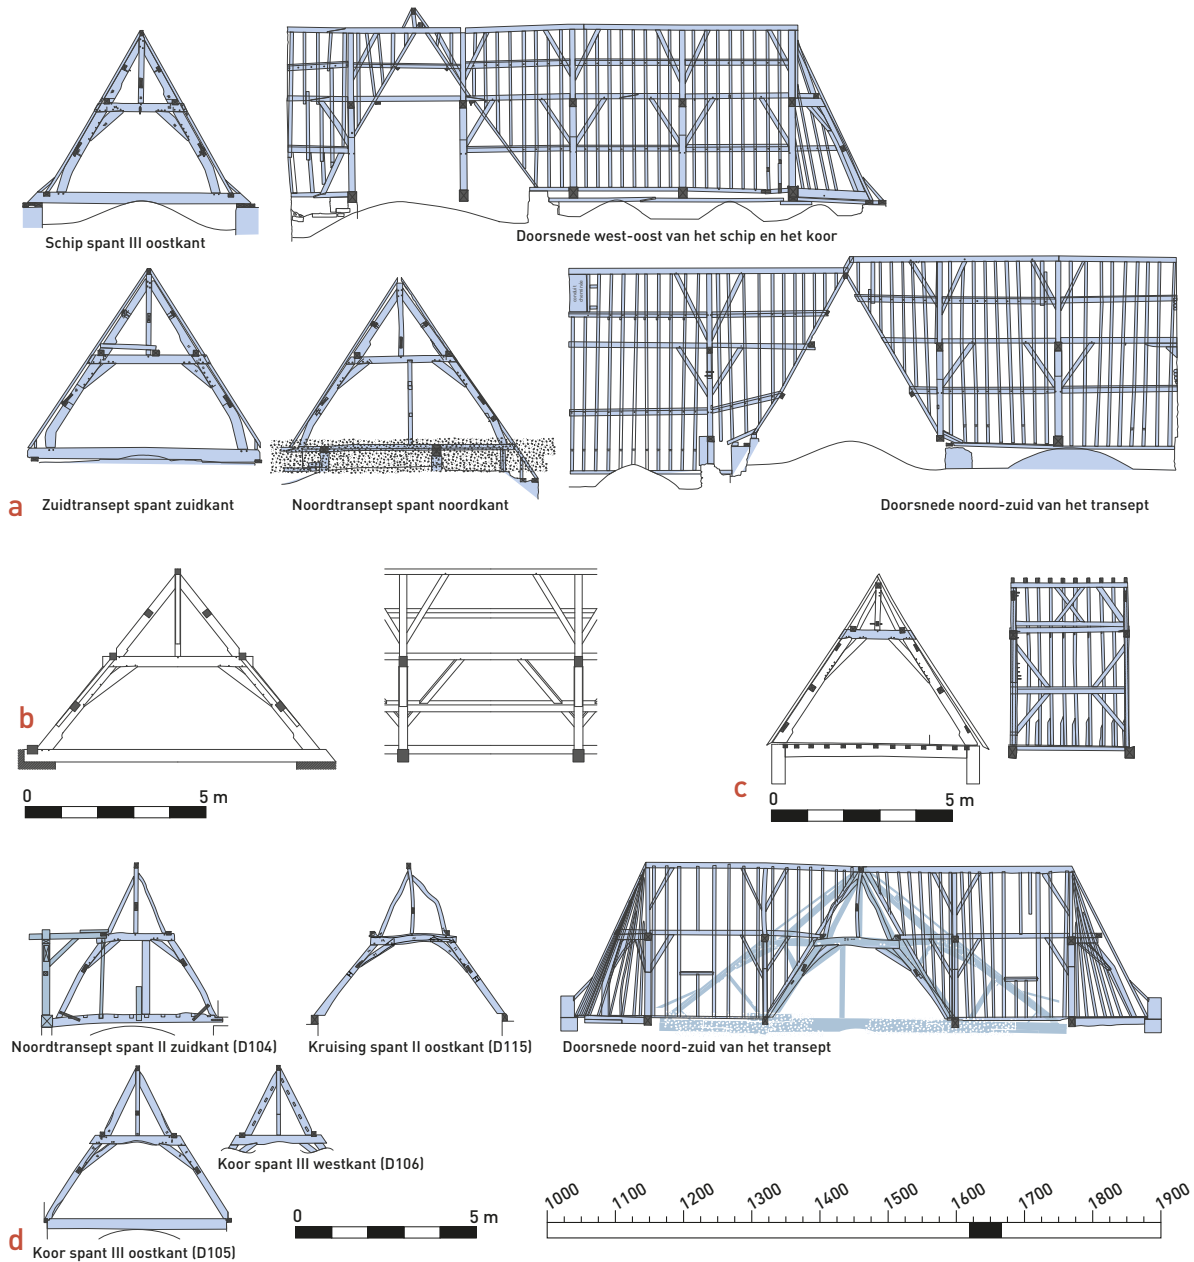 Schip spant III oostkant
Doorsnede west-oost van het schip en het koor
conduit
cheminée
a
Zuidtransept spant zuidkant
Noordtransept spant noordkant
Doorsnede noord-zuid van het transept
b
0 5 m
c
0 5 m
Noordtransept spant II zuidkant (D104)
Kruising spant II oostkant (D115)
Doorsnede noord-zuid van het transept
Koor spant III westkant (D106)
d
Koor spant III oostkant (D105)
0 5 m
1000 1100 1200 1300 1400 1500 1600 1700 1800 1900